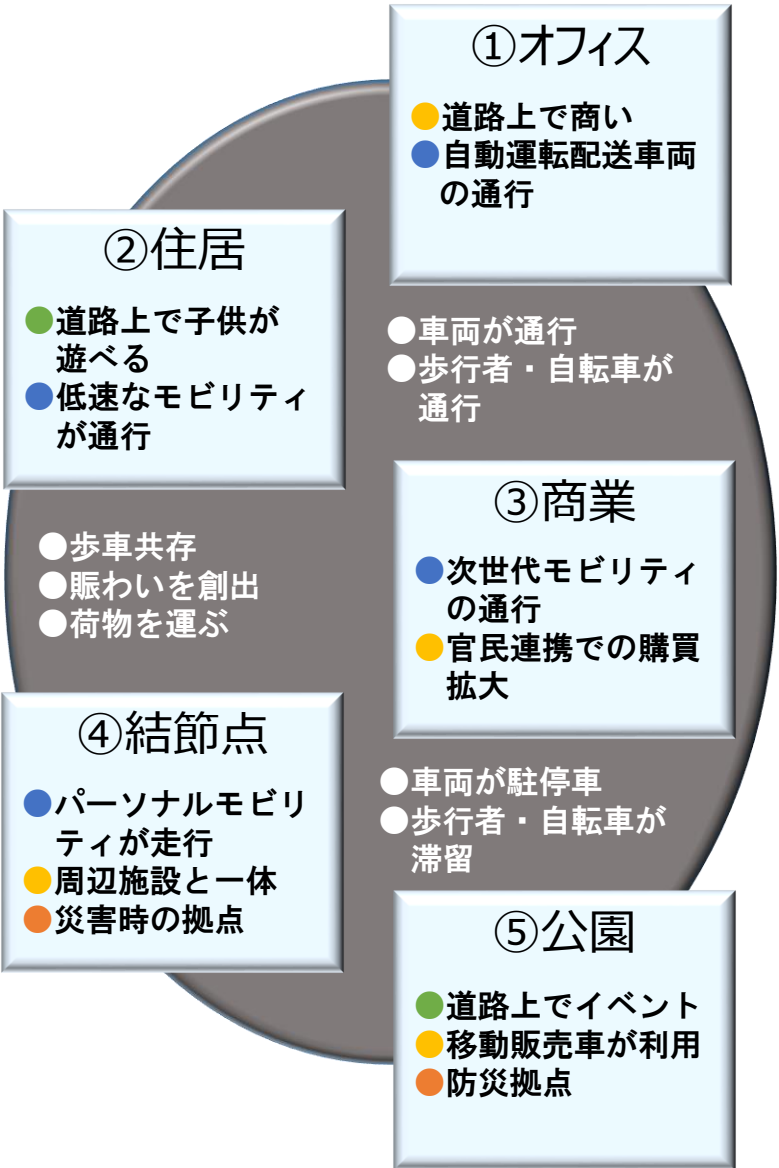 ①オフィス
●道路上で商い
●自動運転配送車両
の通行
②住居
●道路上で子供が
遊べる
●低速なモビリティ
が通行
●車両が通行
●歩行者・自転車が
通行
③商業
●次世代モビリティ
の通行
●官民連携での購買
拡大
●歩車共存
●賑わいを創出
●荷物を運ぶ
④結節点
●パーソナルモビリ
ティが走行
●周辺施設と一体
●災害時の拠点
●車両が駐停車
●歩行者・自転車が
滞留
⑤公園
●道路上でイベント
●移動販売車が利用
●防災拠点